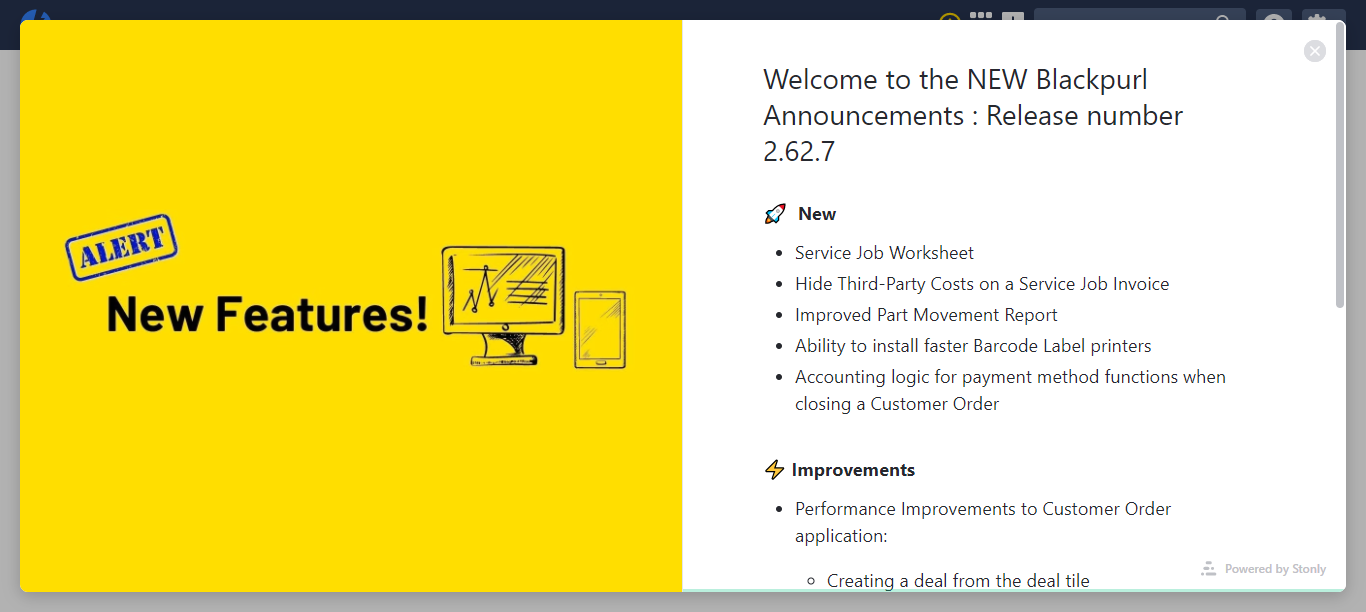 ALERT
New Features!
Welcome to the NEW Blackpurl
Announcements : Release number
2.62.7
🚀 New
• Service Job Worksheet
• Hide Third-Party Costs on a Service Job Invoice
• Improved Part Movement Report
• Ability to install faster Barcode Label printers
• Accounting logic for payment method functions when
closing a Customer Order
⚡ Improvements
• Performance Improvements to Customer Order
application:
◦ Creating a deal from the deal tile
Powered by Stonly